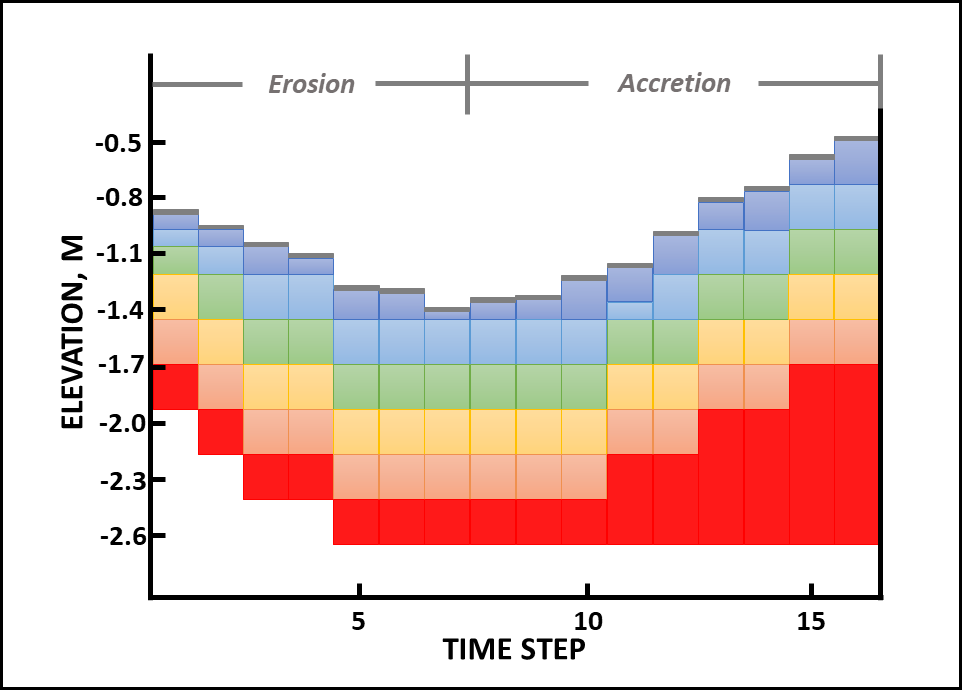 Erosion
Accretion
-0.5
-0.8
-1.1
-1.4
-1.7
-2.0
-2.3
-2.6
ELEVATION, M
5
10
15
TIME STEP